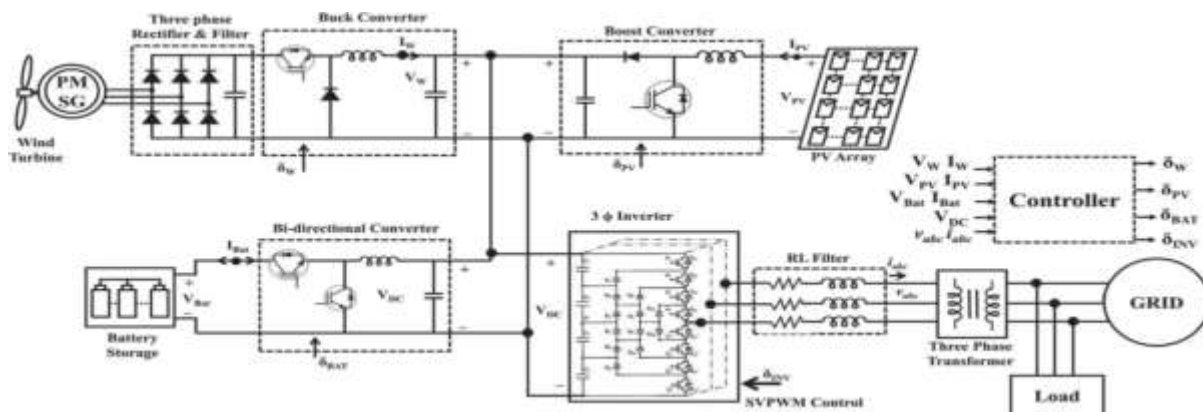 Three phase
Rectifier & Filter
Buck Converter
Boost Converter
I_W
I_PV
PM
SG
V_W
V_PV
+
−
Wind
Turbine
δ_W
δ_PV
PV Array
V_W I_W
V_PV I_PV
V_Bat I_Bat
V_DC
v_abc i_abc
Controller
δ_W
δ_PV
δ_BAT
δ_INV
Bi-directional Converter
3 ϕ Inverter
I_Bat
V_Bat
V_DC
V_DC
RL Filter
i_abc
v_abc
GRID
Battery
Storage
δ_BAT
Three Phase
Transformer
δ_INV
SVPWM Control
Load